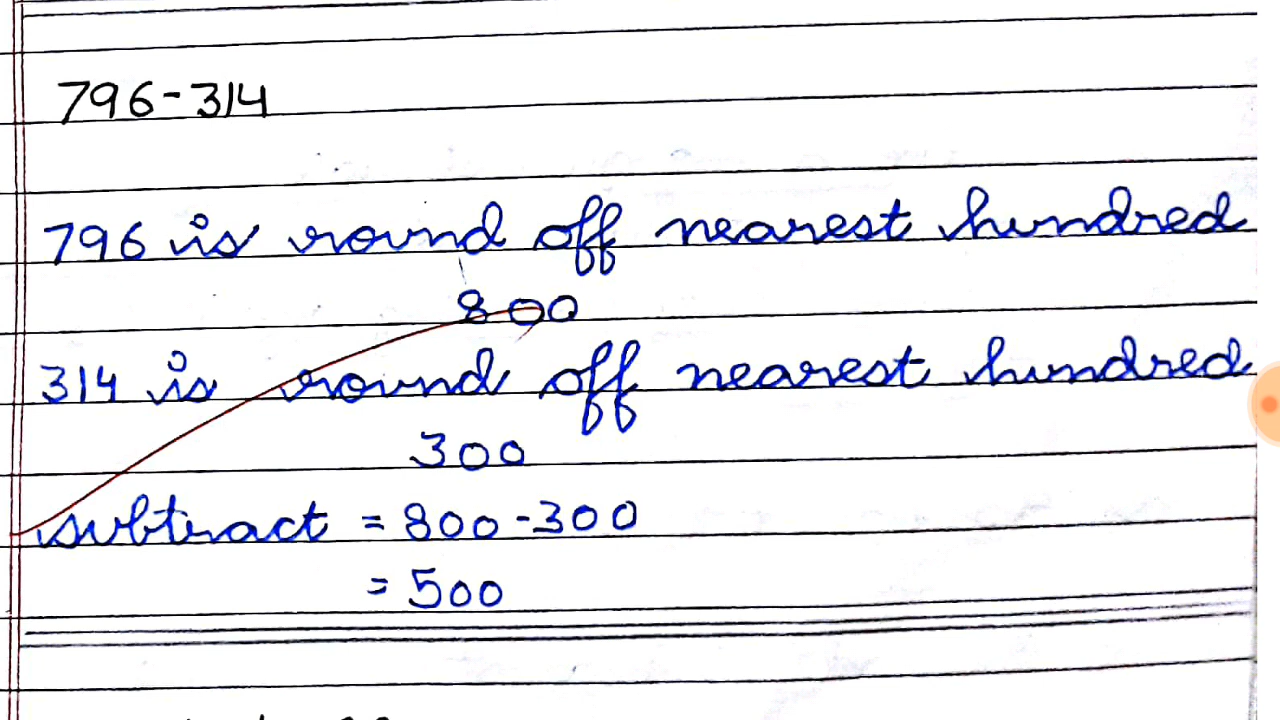 796-314
796 is round off nearest hundred
800
314 is round off nearest hundred
300
subtract = 800-300
= 500